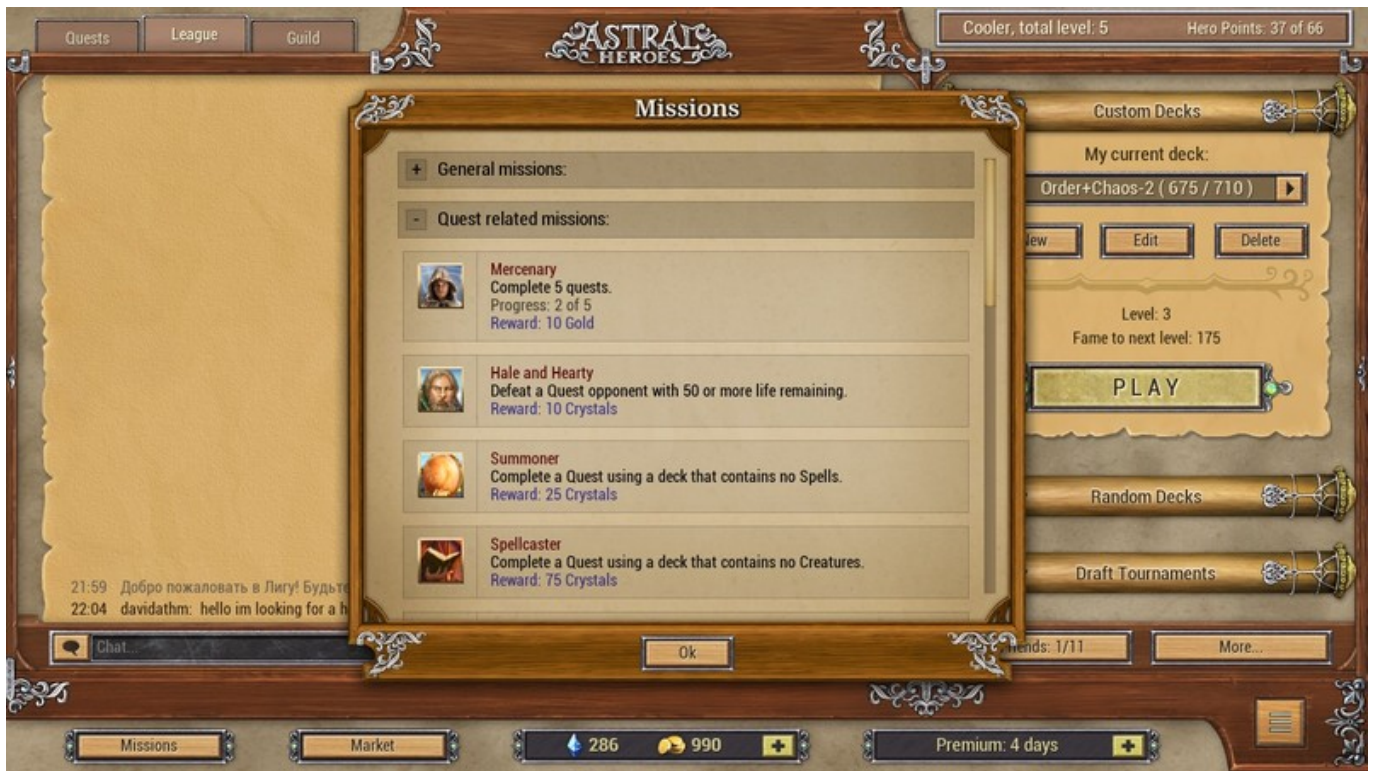 Quests
League
Guild
ASTRAL
HEROES
Cooler, total level: 5
Hero Points: 37 of 66
Missions
+ General missions:
- Quest related missions:
Mercenary
Complete 5 quests.
Progress: 2 of 5
Reward: 10 Gold
Hale and Hearty
Defeat a Quest opponent with 50 or more life remaining.
Reward: 10 Crystals
Summoner
Complete a Quest using a deck that contains no Spells.
Reward: 25 Crystals
Spellcaster
Complete a Quest using a deck that contains no Creatures.
Reward: 75 Crystals
Ok
Custom Decks
My current deck:
Order+Chaos-2 ( 675 / 710 )
Edit
Delete
Level: 3
Fame to next level: 175
PLAY
Random Decks
Draft Tournaments
21:59 Добро пожаловать в Лигу!
22:04 davidathm: hello im looking for a
Chat...
1/11
More...
Missions
Market
286
990
+
Premium: 4 days
+